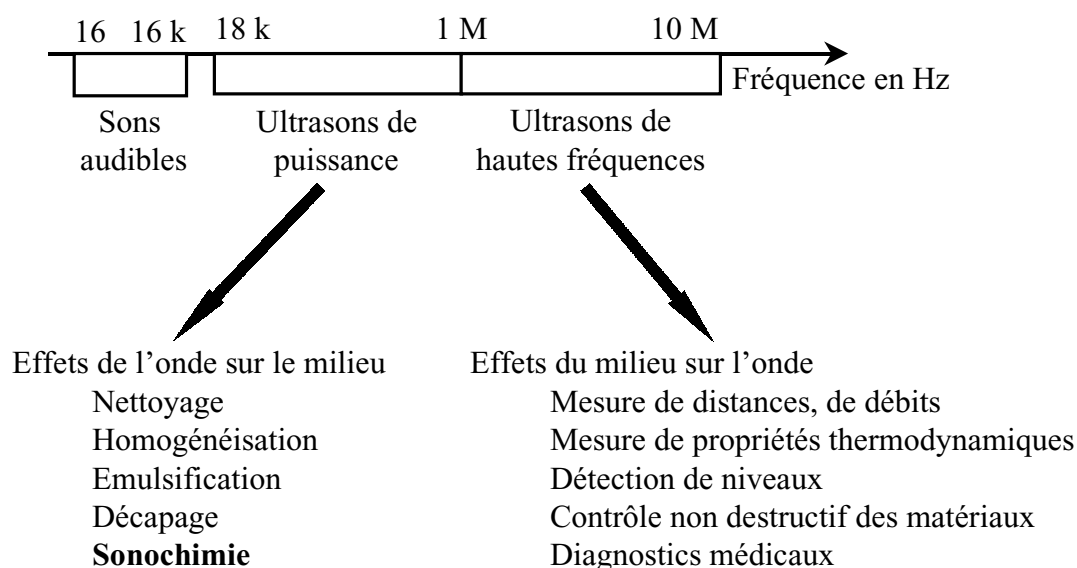 16 16 k 18 k 1 M 10 M
Fréquence en Hz
Sons
audibles
Ultrasons de
puissance
Ultrasons de
hautes fréquences
Effets de l’onde sur le milieu
Nettoyage
Homogénéisation
Emulsification
Décapage
Sonochimie
Effets du milieu sur l’onde
Mesure de distances, de débits
Mesure de propriétés thermodynamiques
Détection de niveaux
Contrôle non destructif des matériaux
Diagnostics médicaux